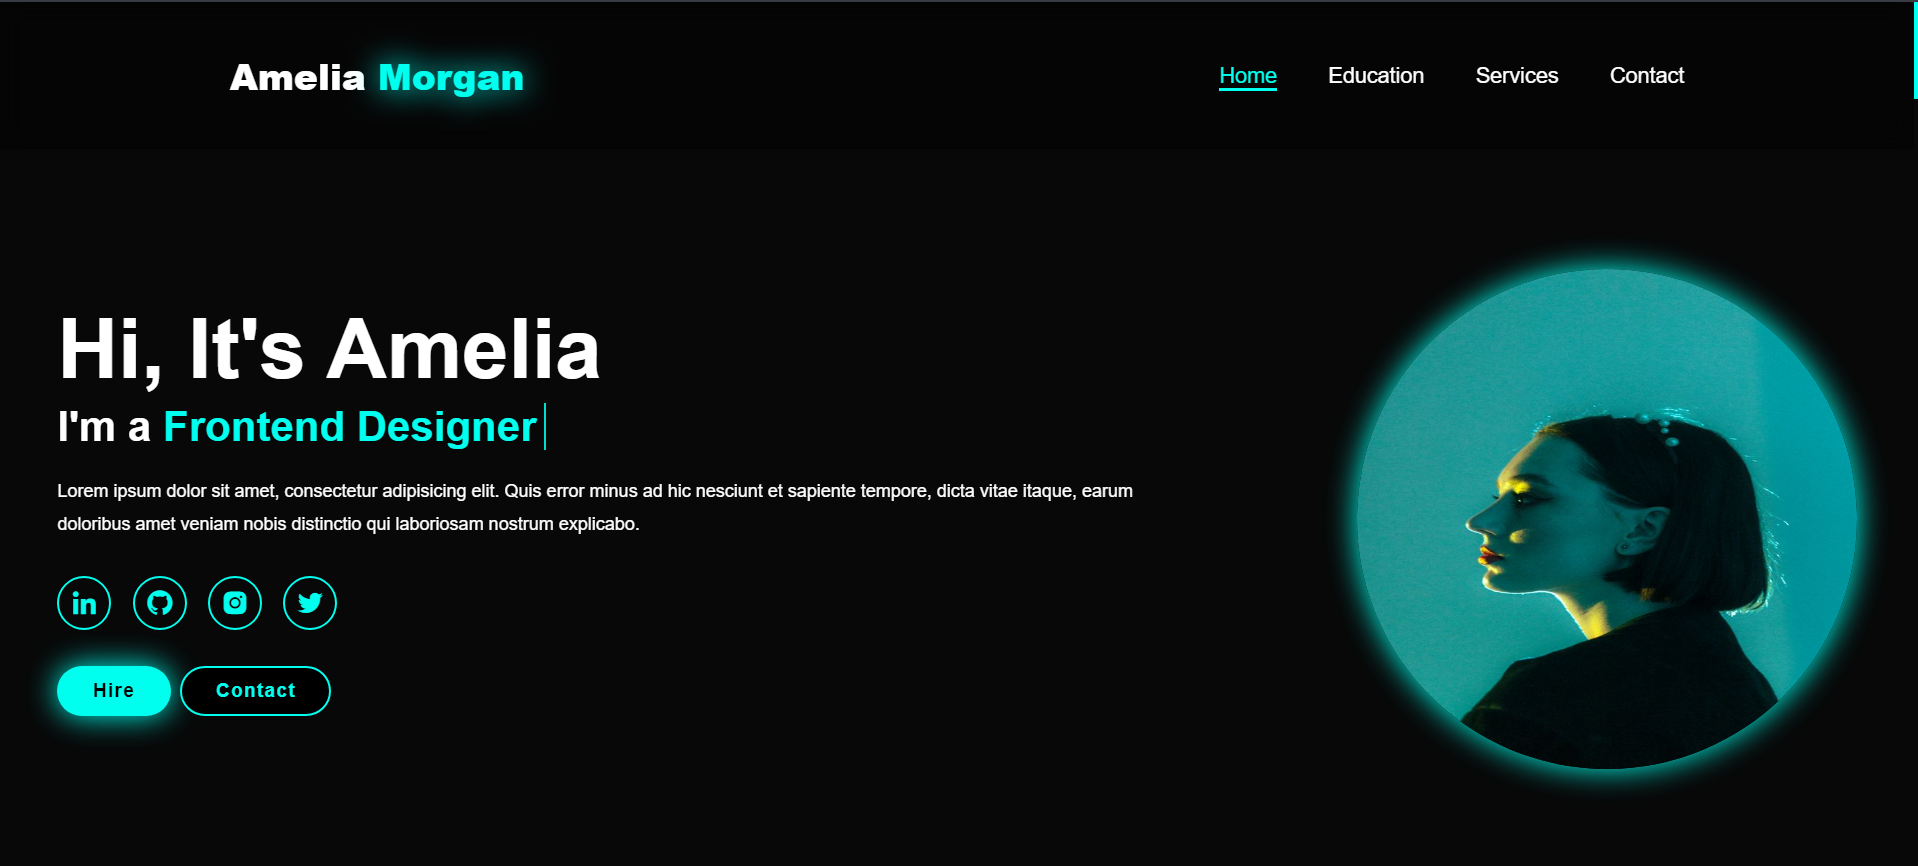 Amelia Morgan
Home Education Services Contact
Hi, It's Amelia
I'm a Frontend Designer
Lorem ipsum dolor sit amet, consectetur adipisicing elit. Quis error minus ad hic nesciunt et sapiente tempore, dicta vitae itaque, earum
doloribus amet veniam nobis distinctio qui laboriosam nostrum explicabo.
in
Hire Contact